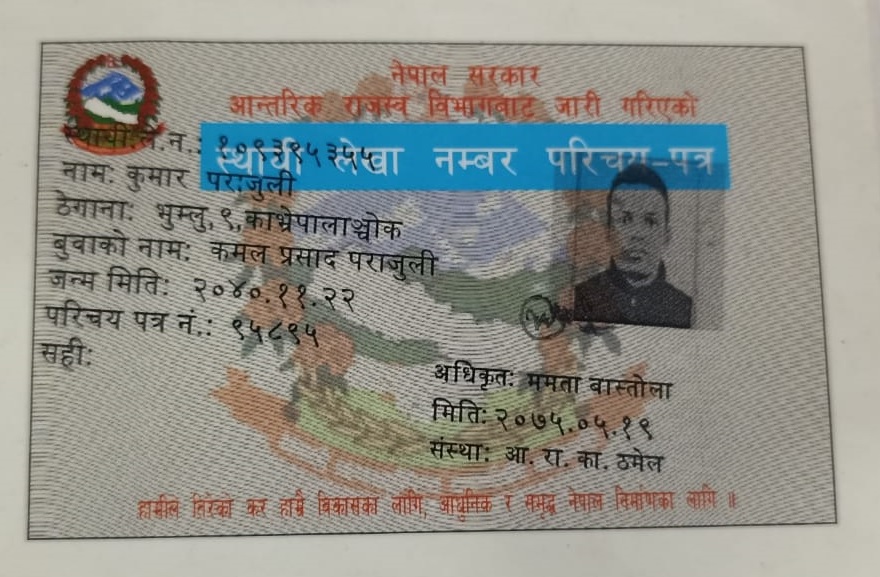 नेपाल सरकार
आन्तरिक राजस्व विभागबाट जारी गरिएको
स्थायी लेखा नम्बर परिचय-पत्र
स्थायी.ले.न.: १०९३९५३५५
नाम: कुमार पराजुली
ठेगाना: भुम्लु, ९, काभ्रेपालाञ्चोक
बुवाको नाम: कमल प्रसाद पराजुली
जन्म मिति: २०४०.११.२२
परिचय पत्र नं.: ९५८९५
सही:
अधिकृत: ममता वास्तोला
मिति: २०७५.०५.१९
संस्था: आ. रा. का. ठमेल
हामीले तिरेको कर हाम्रै विकासका लागि, आधुनिक र समृद्ध नेपाल निर्माणका लागि ॥